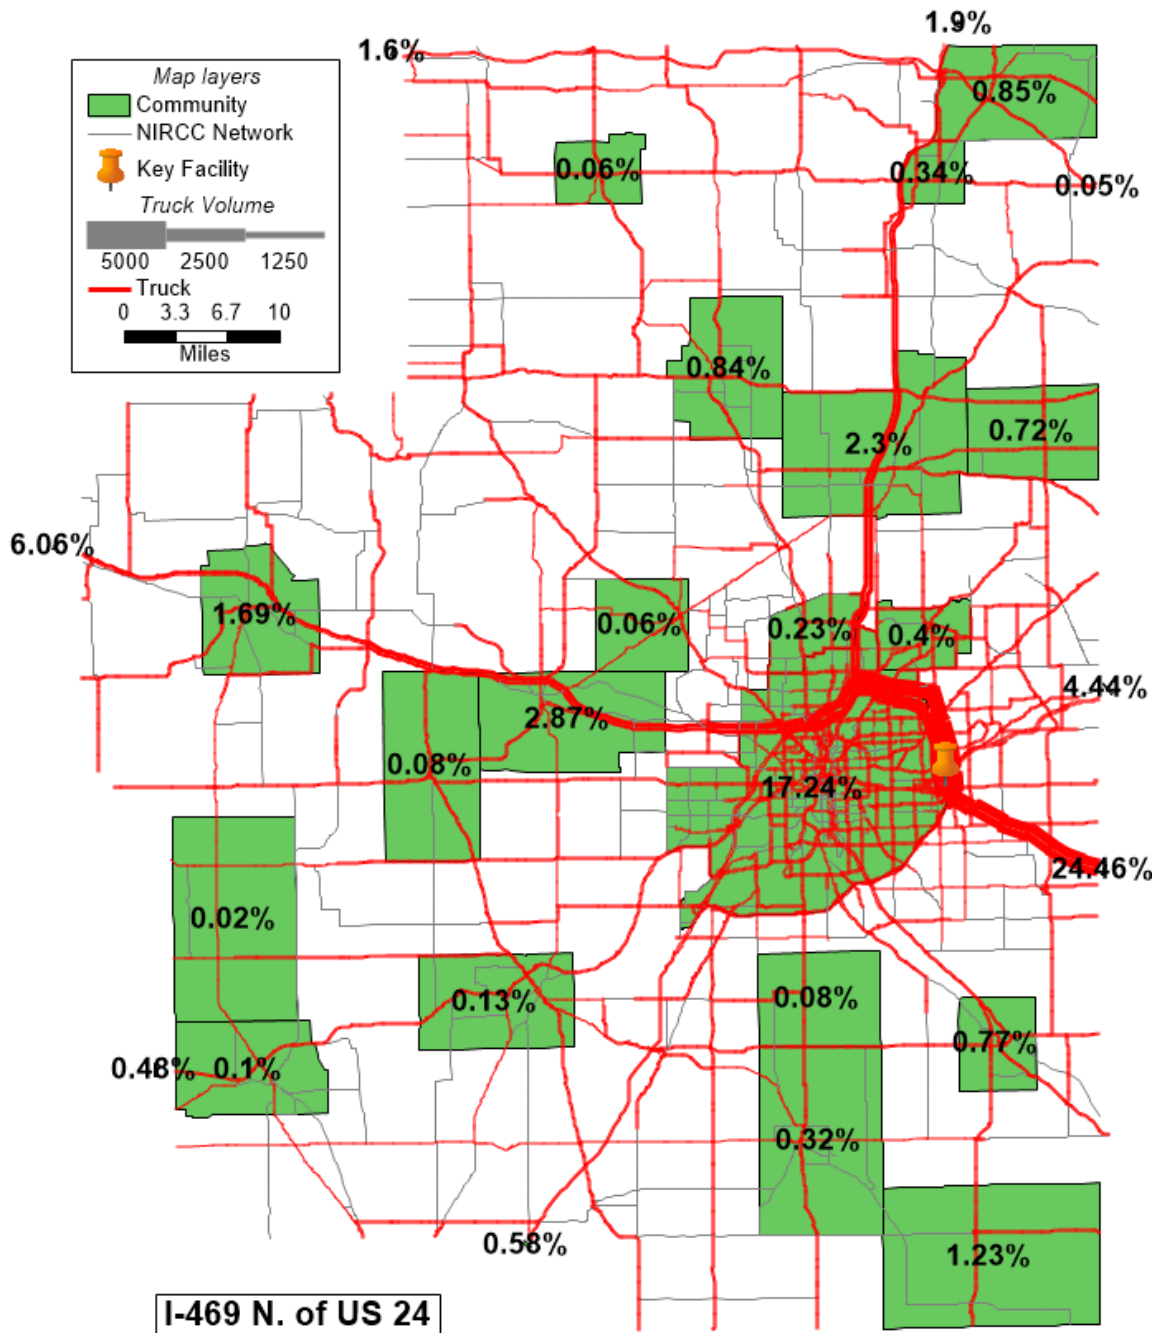 1.9%
1.6%
Map layers
Community
NIRCC Network
Key Facility
Truck Volume
5000 2500 1250
Truck
0 3.3 6.7 10
Miles
0.85%
0.06%
0.34%
0.05%
0.84%
2.3%
0.72%
6.06%
1.69%
0.06%
0.23%
0.4%
4.44%
2.87%
0.08%
17.24%
24.46%
0.02%
0.13%
0.08%
0.77%
0.48%
0.1%
0.32%
0.58%
1.23%
I-469 N. of US 24